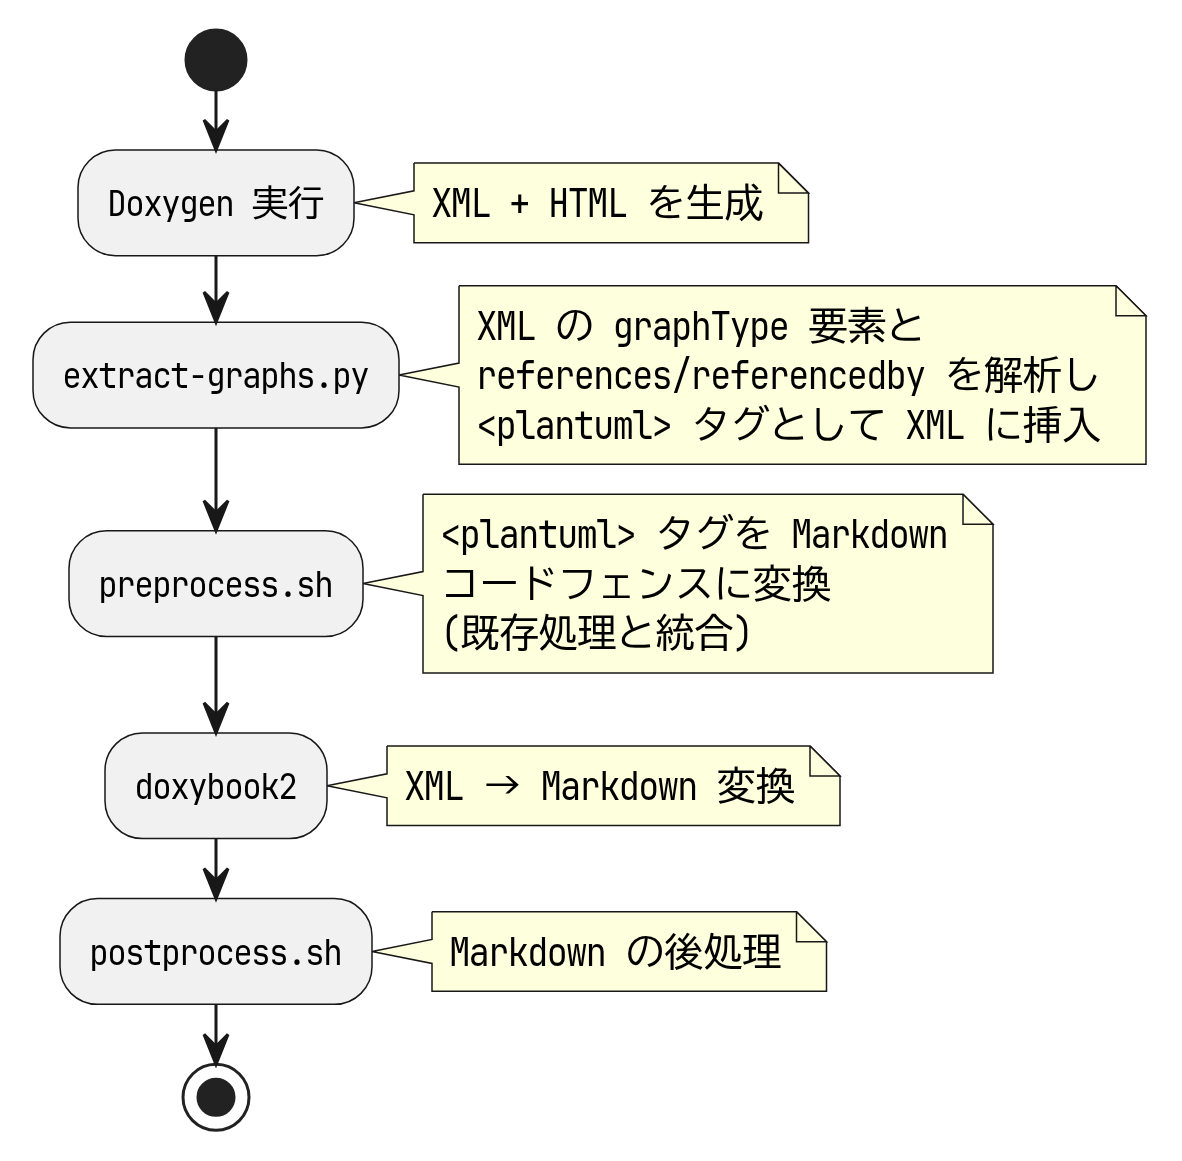 Doxygen 実行
XML + HTML を生成
extract-graphs.py
XML の graphType 要素と
references/referencedby を解析し
<plantuml> タグとして XML に挿入
preprocess.sh
<plantuml> タグを Markdown
コードフェンスに変換
(既存処理と統合)
doxybook2
XML → Markdown 変換
postprocess.sh
Markdown の後処理